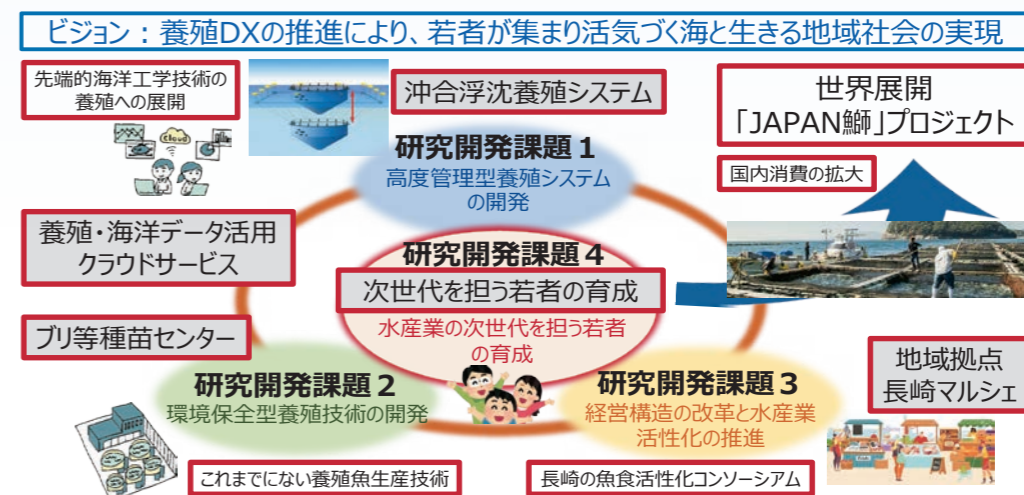 ビジョン：養殖DXの推進により、若者が集まり活気づく海と生きる地域社会の実現
先端的海洋工学技術の
養殖への展開
cloud
沖合浮沈養殖システム
世界展開
「JAPAN鰤」プロジェクト
国内消費の拡大
研究開発課題１
高度管理型養殖システム
の開発
養殖・海洋データ活用
クラウドサービス
研究開発課題４
次世代を担う若者の育成
水産業の次世代を担う若者
の育成
ブリ等種苗センター
研究開発課題２
環境保全型養殖技術の開発
研究開発課題３
経営構造の改革と水産業
活性化の推進
地域拠点
長崎マルシェ
これまでにない養殖魚生産技術
長崎の魚食活性化コンソーシアム